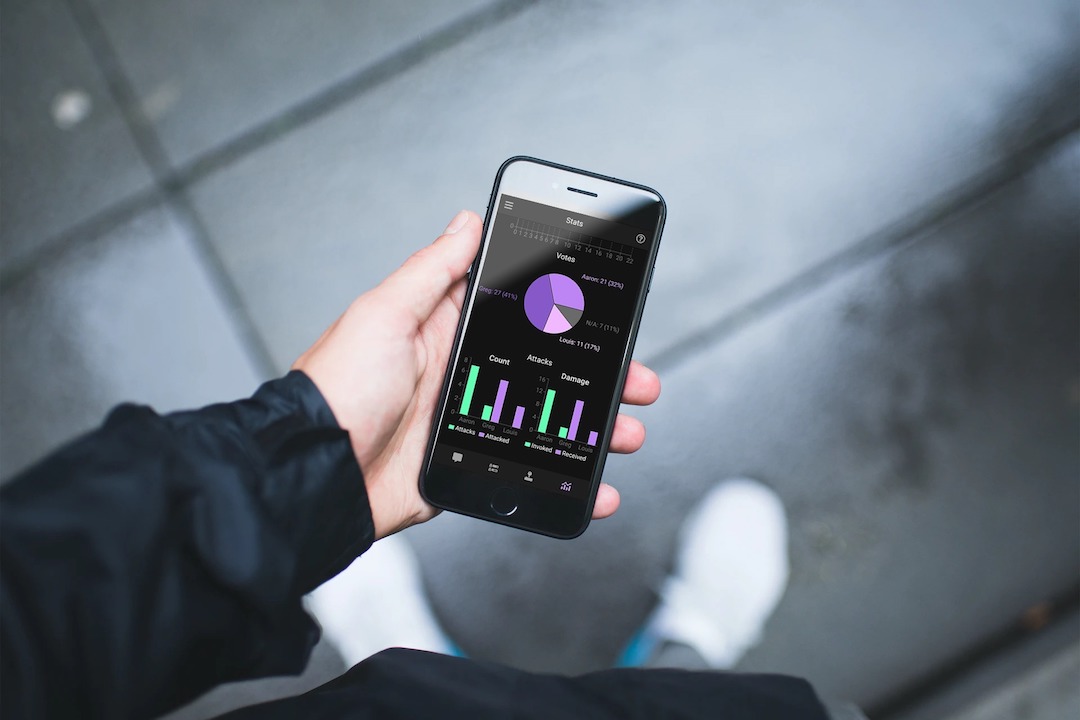 Stats
8
0 1 2 3 4 5 6 7 8 10 12 14 16 18 20 22
Votes
Aaron: 21 (32%)
Greg: 27 (41%)
N/A: 7 (11%)
Louis: 11 (17%)
Attacks
Count
8
6
4
2
0
Aaron Greg Louis
Attacks Attacked
Damage
16
12
8
4
0
Aaron Greg Louis
Invoked Received